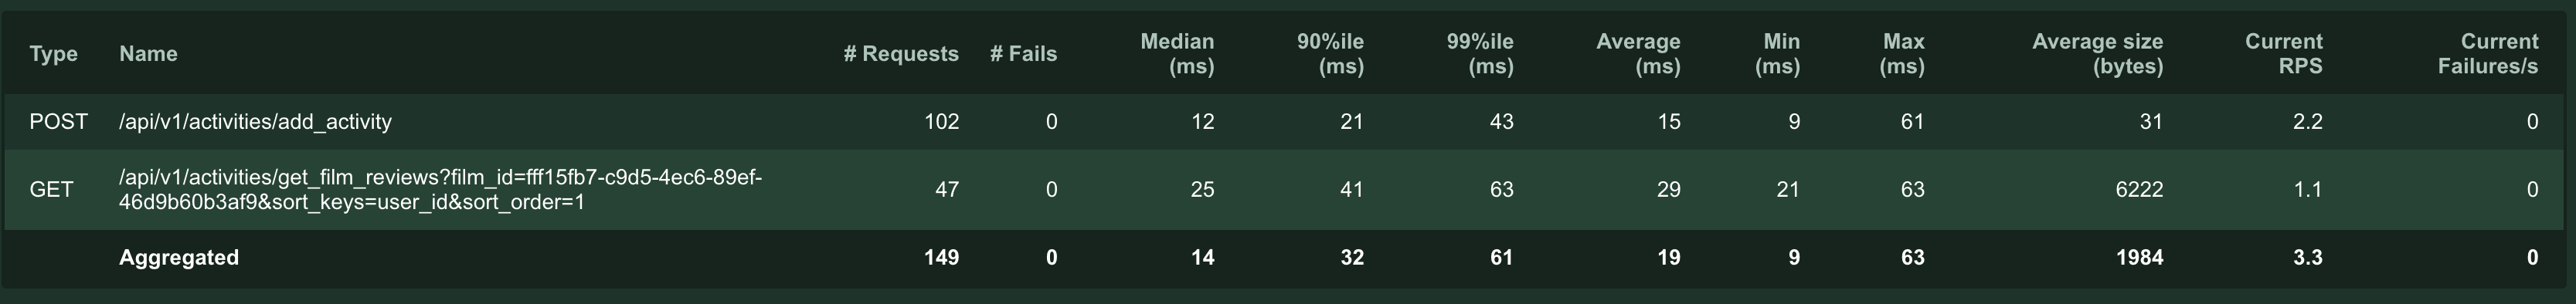 Type Name # Requests # Fails Median (ms) 90%ile (ms) 99%ile (ms) Average (ms) Min (ms) Max (ms) Average size (bytes) Current RPS Current Failures/s
POST /api/v1/activities/add_activity 102 0 12 21 43 15 9 61 31 2.2 0
GET /api/v1/activities/get_film_reviews?film_id=fff15fb7-c9d5-4ec6-89ef-
46d9b60b3af9&sort_keys=user_id&sort_order=1 47 0 25 41 63 29 21 63 6222 1.1 0
Aggregated 149 0 14 32 61 19 9 63 1984 3.3 0